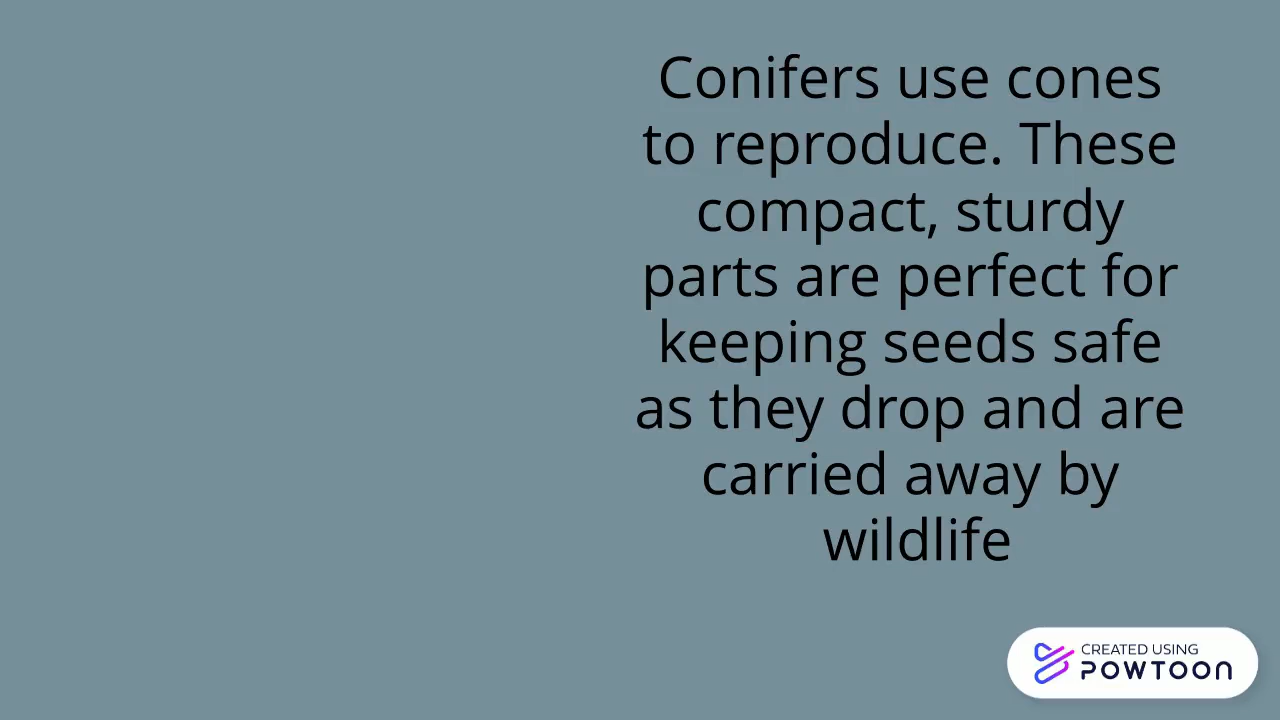 Conifers use cones
to reproduce. These
compact, sturdy
parts are perfect for
keeping seeds safe
as they drop and are
carried away by
wildlife
CREATED USING
POWTOON